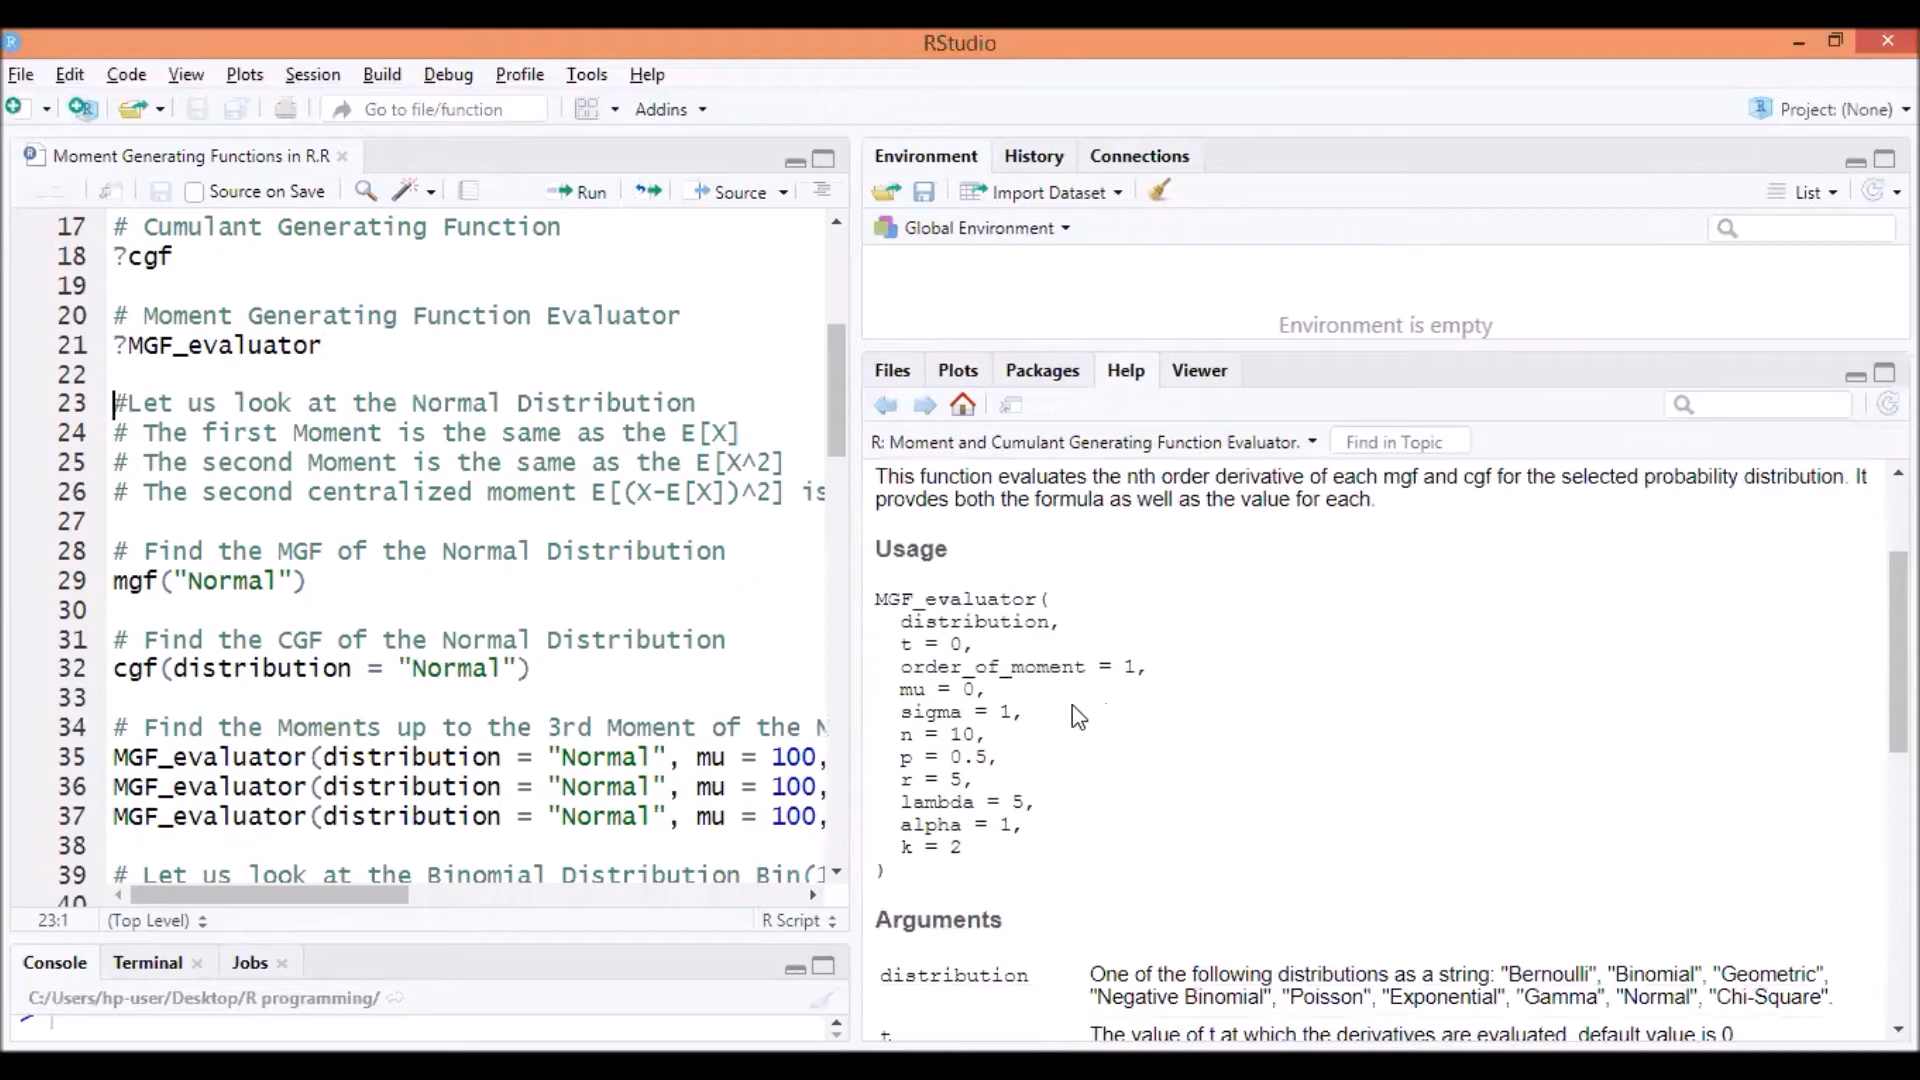 RStudio
File Edit Code View Plots Session Build Debug Profile Tools Help
Go to file/function Addins Project: (None)
Moment Generating Functions in R.R
Source on Save Run Source
17 # Cumulant Generating Function
18 ?cgf
19
20 # Moment Generating Function Evaluator
21 ?MGF_evaluator
22
23 #Let us look at the Normal Distribution
24 # The first Moment is the same as the E[X]
25 # The second Moment is the same as the E[X^2]
26 # The second centralized moment E[(X-E[X])^2] is
27
28 # Find the MGF of the Normal Distribution
29 mgf("Normal")
30
31 # Find the CGF of the Normal Distribution
32 cgf(distribution = "Normal")
33
34 # Find the Moments up to the 3rd Moment of the N
35 MGF_evaluator(distribution = "Normal", mu = 100,
36 MGF_evaluator(distribution = "Normal", mu = 100,
37 MGF_evaluator(distribution = "Normal", mu = 100,
38
39 # Let us look at the Binomial Distribution Bin(1
40
23:1 (Top Level) R Script
Console Terminal Jobs
C:/Users/hp-user/Desktop/R programming/
Environment History Connections
Import Dataset List
Global Environment
Environment is empty
Files Plots Packages Help Viewer
R: Moment and Cumulant Generating Function Evaluator. Find in Topic
This function evaluates the nth order derivative of each mgf and cgf for the selected probability distribution. It
provdes both the formula as well as the value for each.
Usage
MGF_evaluator(
distribution,
t = 0,
order_of_moment = 1,
mu = 0,
sigma = 1,
n = 10,
p = 0.5,
r = 5,
lambda = 5,
alpha = 1,
k = 2
)
Arguments
distribution One of the following distributions as a string: "Bernoulli", "Binomial", "Geometric",
"Negative Binomial", "Poisson", "Exponential", "Gamma", "Normal", "Chi-Square".
t The value of t at which the derivatives are evaluated, default value is 0